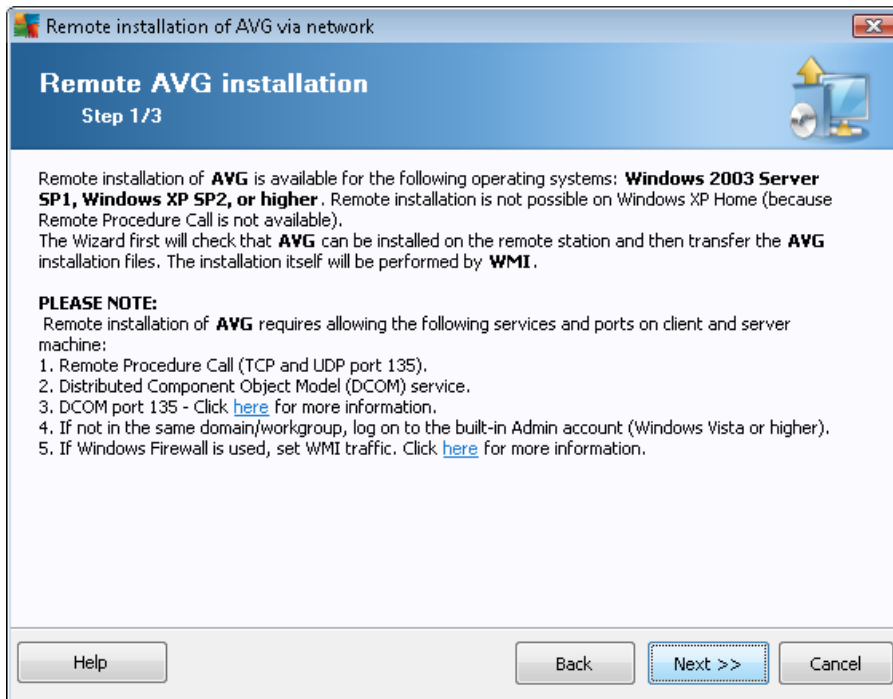 Remote installation of AVG via network
Remote AVG installation
Step 1/3
Remote installation of AVG is available for the following operating systems: Windows 2003 Server
SP1, Windows XP SP2, or higher. Remote installation is not possible on Windows XP Home (because
Remote Procedure Call is not available).
The Wizard first will check that AVG can be installed on the remote station and then transfer the AVG
installation files. The installation itself will be performed by WMI.
PLEASE NOTE:
Remote installation of AVG requires allowing the following services and ports on client and server
machine:
1. Remote Procedure Call (TCP and UDP port 135).
2. Distributed Component Object Model (DCOM) service.
3. DCOM port 135 - Click here for more information.
4. If not in the same domain/workgroup, log on to the built-in Admin account (Windows Vista or higher).
5. If Windows Firewall is used, set WMI traffic. Click here for more information.
Help Back Next >> Cancel